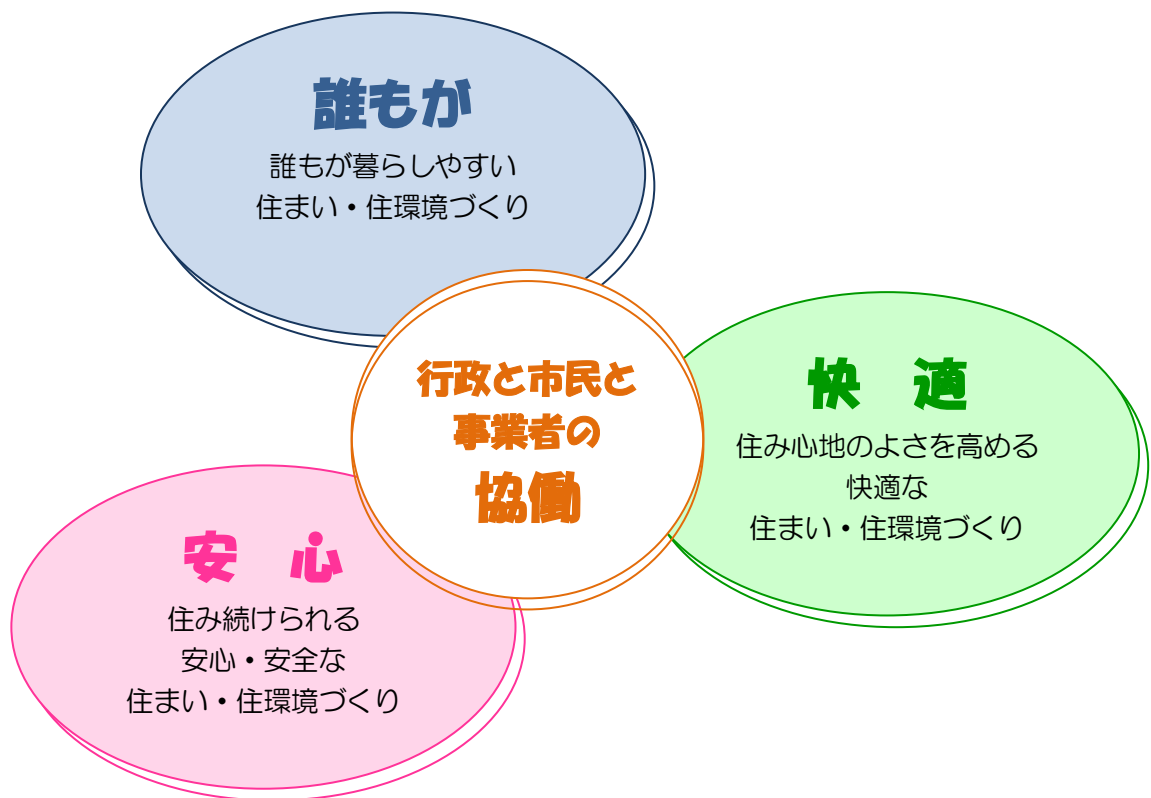 誰もが
誰もが暮らしやすい
住まい・住環境づくり
行政と市民と
事業者の
協働
快　適
住み心地のよさを高める
快適な
住まい・住環境づくり
安　心
住み続けられる
安心・安全な
住まい・住環境づくり